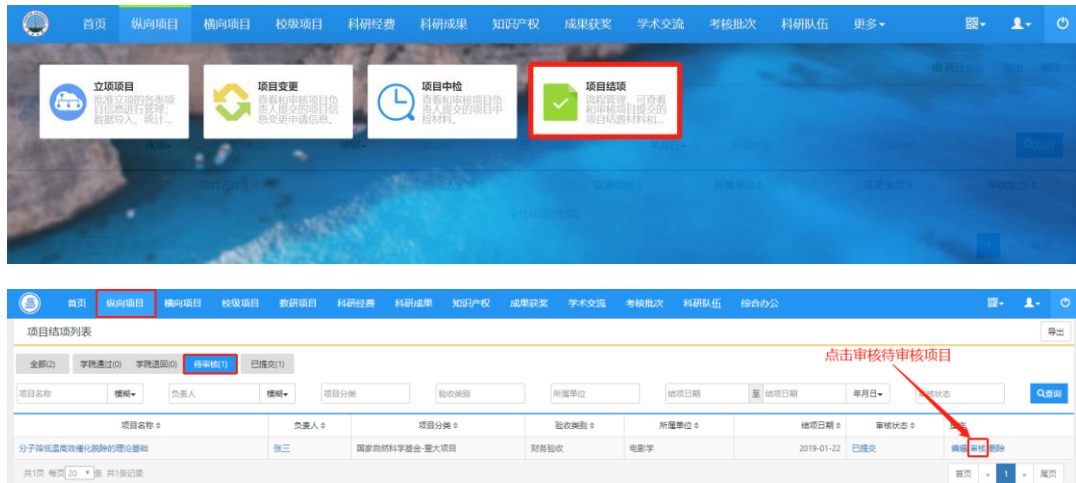 首页 纵向项目 横向项目 校级项目 科研经费 科研成果 知识产权 成果获奖 学术交流 考核批次 科研队伍 更多
立项项目 项目变更 项目中检 项目结项
批准立项的各类项 查看和审核项目负 查看和审核项目负 流程管理，可查看
目信息进行管理； 责人提交的项目信 责人提交的项目中 和审核项目提交的
数据导入、统计... 息变更申请信息。 检材料。 项目结题材料和...
首页 纵向项目 横向项目 校级项目 教研项目 科研经费 科研成果 知识产权 成果获奖 学术交流 考核批次 科研队伍 综合办公
项目结项列表 导出
全部(2) 学院通过(0) 学院退回(0) 待审核(1) 已提交(1)
点击审核待审核项目
项目名称 模糊 负责人 模糊 项目分类 验收类别 所属单位 结项日期 至 结项日期 年月日 审核状态 查询
项目名称 负责人 项目分类 验收类别 所属单位 结项日期 审核状态
分子筛低温高效催化脱除的理论基础 张三 国家自然科学基金-重大项目 财务验收 电影学 2019-01-22 已提交 编辑 审核 删除
共1页 每页 20 条 共1条记录 首页 « 1 » 尾页